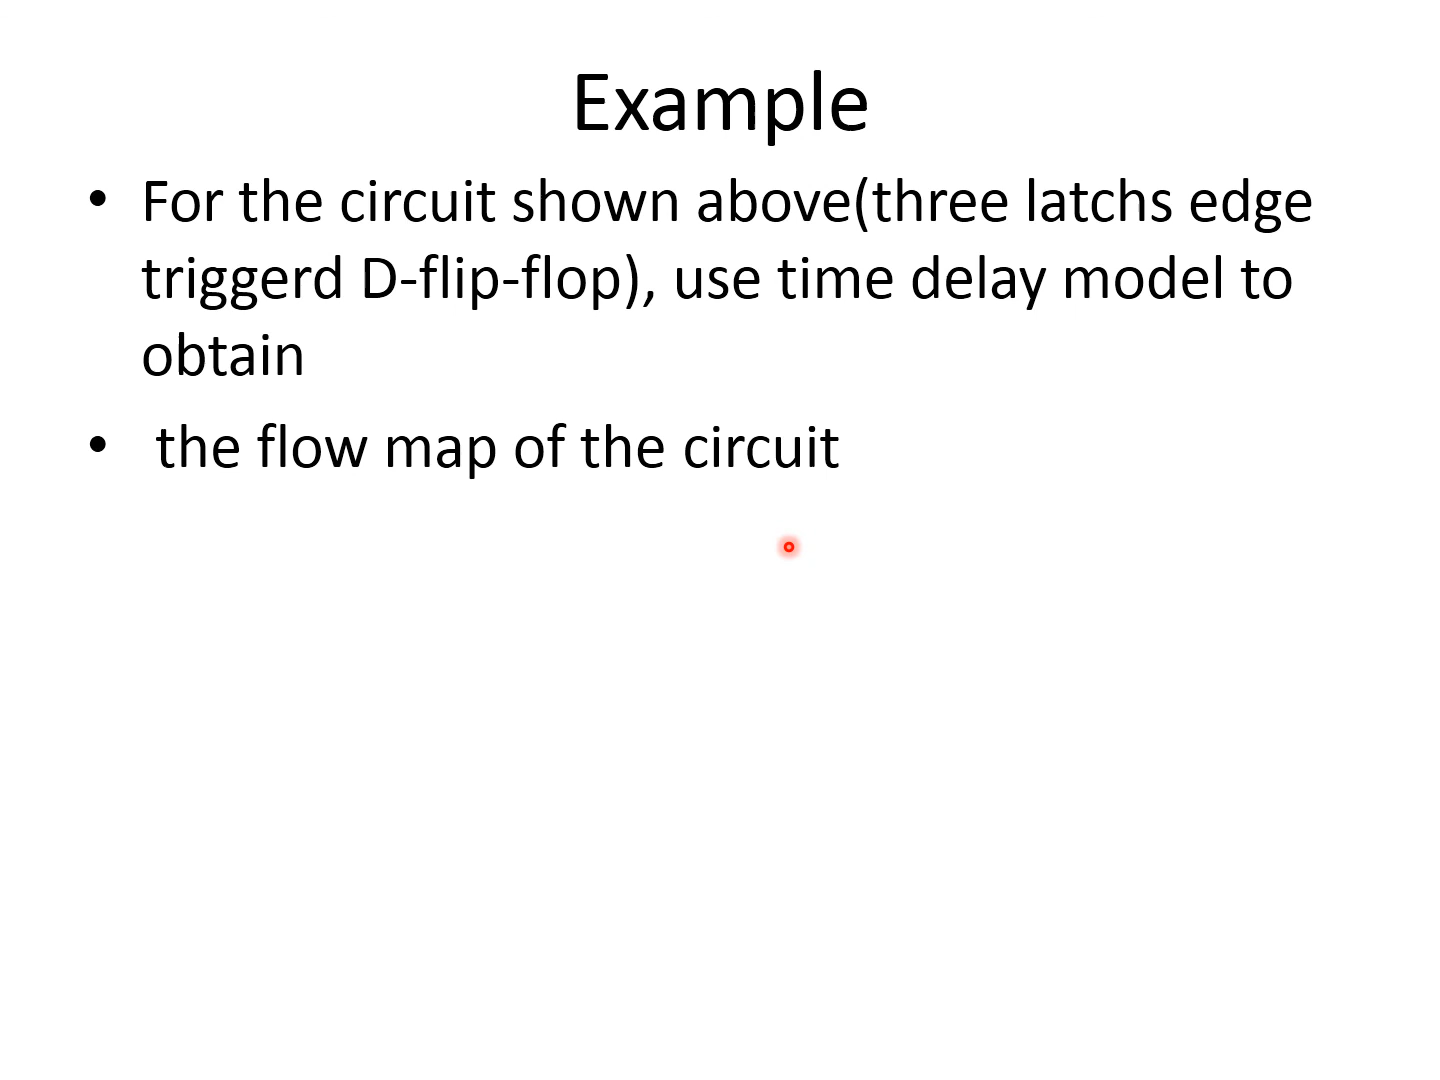 Example
• For the circuit shown above(three latchs edge
triggerd D-flip-flop), use time delay model to
obtain
• the flow map of the circuit